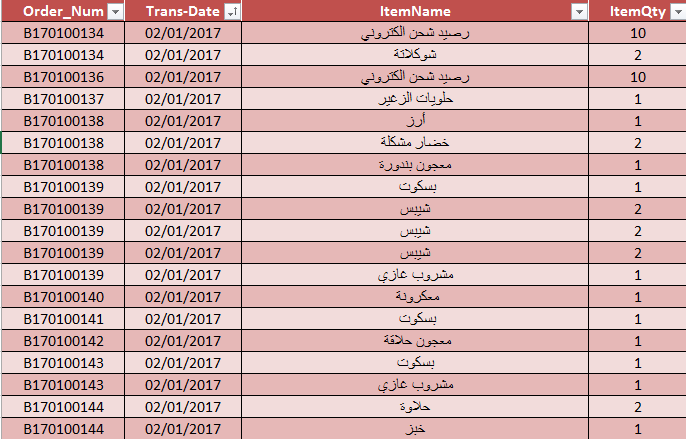 Order_Num Trans-Date ItemName ItemQty
B170100134 02/01/2017 رصيد شحن الكتروني 10
B170100134 02/01/2017 شوكلاتة 2
B170100136 02/01/2017 رصيد شحن الكتروني 10
B170100137 02/01/2017 حلويات الزغير 1
B170100138 02/01/2017 أرز 1
B170100138 02/01/2017 خضار مشكلة 2
B170100138 02/01/2017 معجون بندورة 1
B170100139 02/01/2017 بسكوت 1
B170100139 02/01/2017 شيبس 2
B170100139 02/01/2017 شيبس 2
B170100139 02/01/2017 شيبس 2
B170100139 02/01/2017 مشروب غازي 1
B170100140 02/01/2017 معكرونة 1
B170100141 02/01/2017 بسكوت 1
B170100142 02/01/2017 معجون حلاقة 1
B170100143 02/01/2017 بسكوت 1
B170100143 02/01/2017 مشروب غازي 1
B170100144 02/01/2017 حلاوة 2
B170100144 02/01/2017 خبز 1